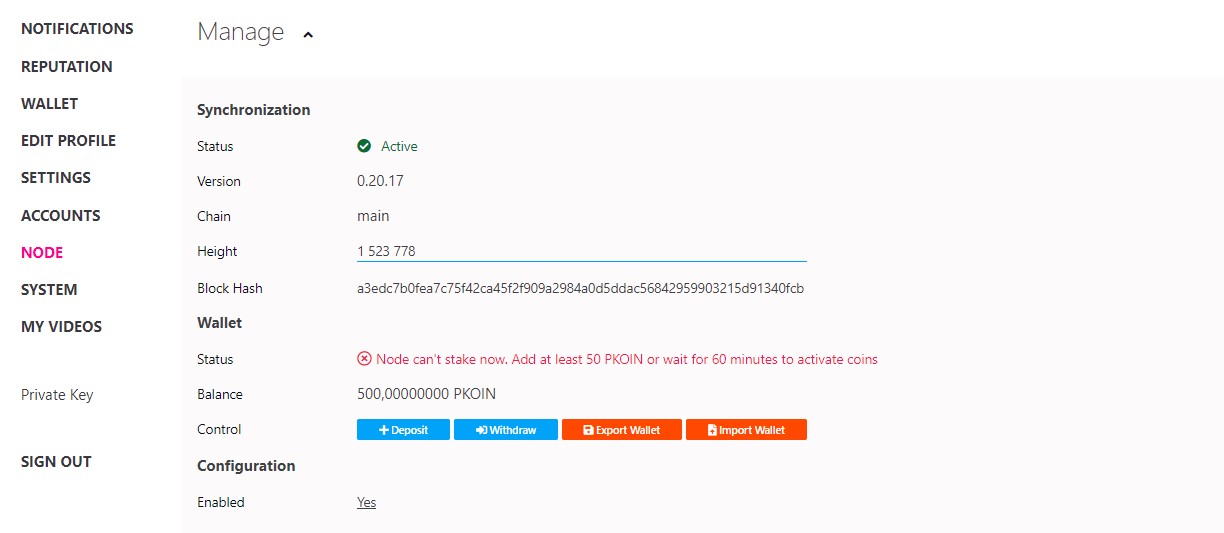 NOTIFICATIONS
REPUTATION
WALLET
EDIT PROFILE
SETTINGS
ACCOUNTS
NODE
SYSTEM
MY VIDEOS
Private Key
SIGN OUT
Manage
Synchronization
Status Active
Version 0.20.17
Chain main
Height 1 523 778
Block Hash a3edc7b0fea7c75f42ca45f2f909a2984a0d5ddac56842959903215d91340fcb
Wallet
Status Node can't stake now. Add at least 50 PKOIN or wait for 60 minutes to activate coins
Balance 500,00000000 PKOIN
Control Deposit Withdraw Export Wallet Import Wallet
Configuration
Enabled Yes